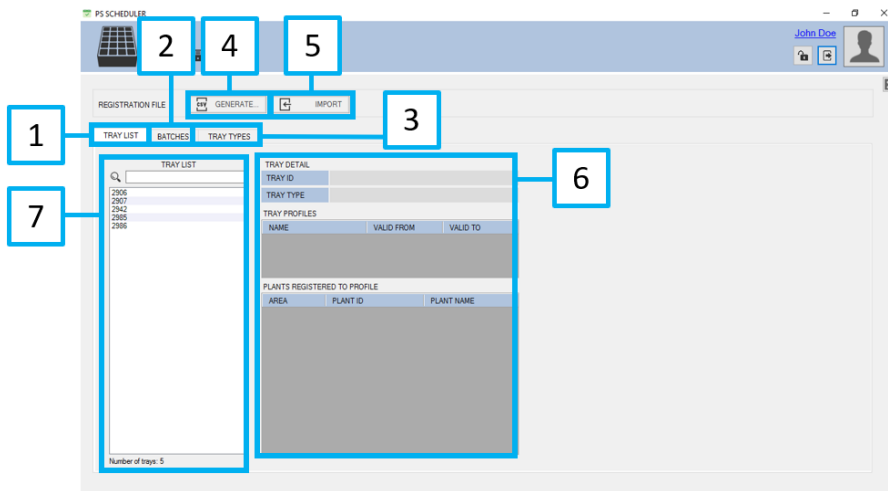 PS SCHEDULER
John Doe
2
4
5
REGISTRATION FILE
CSV
GENERATE...
IMPORT
1
3
TRAY LIST
BATCHES
TRAY TYPES
TRAY LIST
2906
2907
2942
2985
2986
Number of trays: 5
7
TRAY DETAIL
TRAY ID
TRAY TYPE
6
TRAY PROFILES
NAME VALID FROM VALID TO
PLANTS REGISTERED TO PROFILE
AREA PLANT ID PLANT NAME